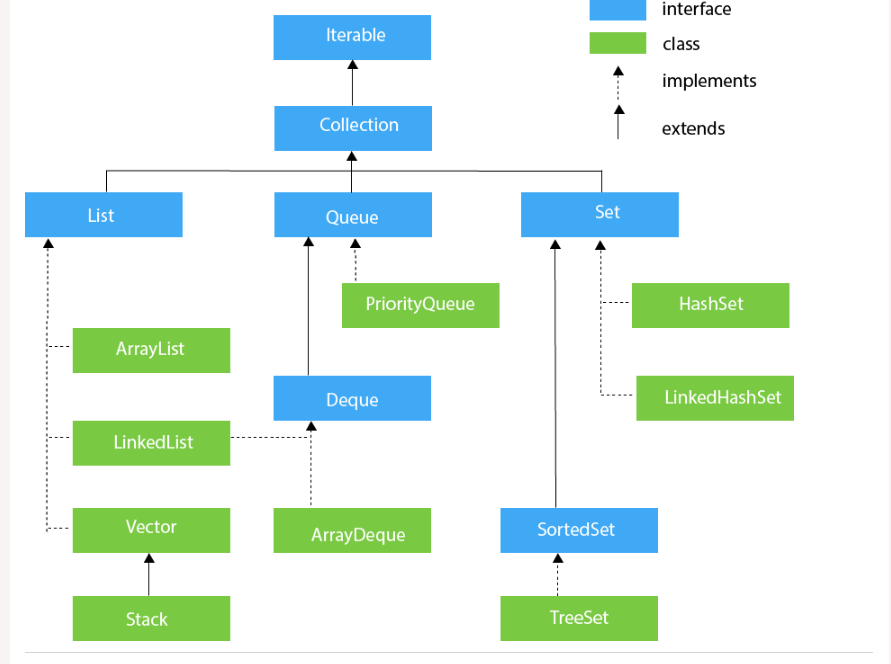 interface
class
implements
extends
Iterable
Collection
List
Queue
Set
PriorityQueue
HashSet
ArrayList
Deque
LinkedHashSet
LinkedList
Vector
ArrayDeque
SortedSet
Stack
TreeSet